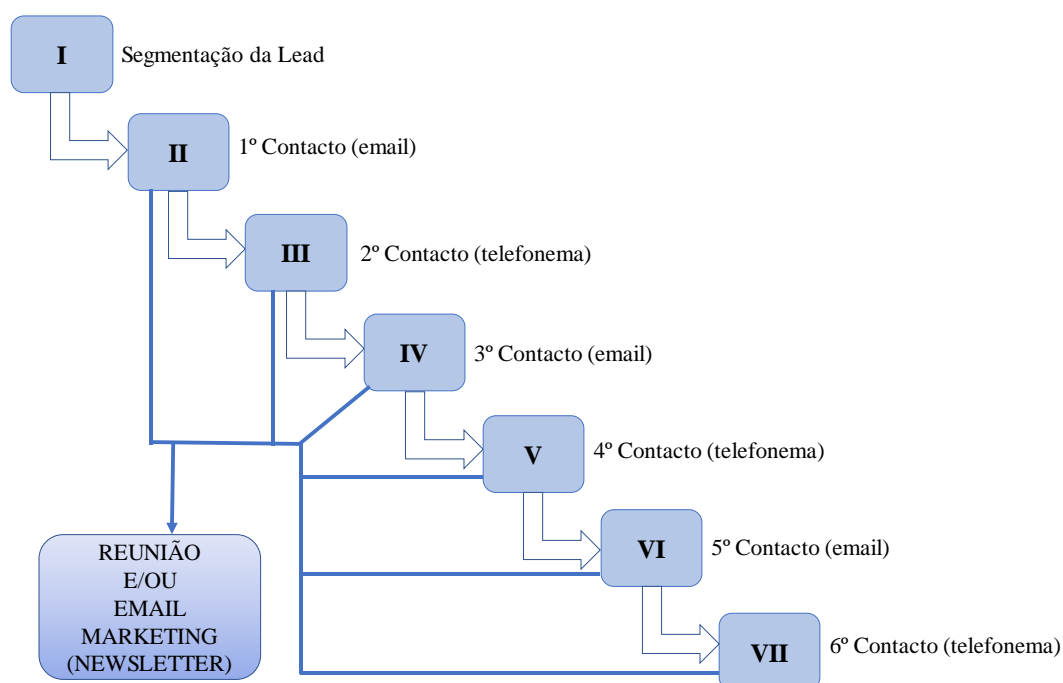 I
Segmentação da Lead
II
1º Contacto (email)
III
2º Contacto (telefonema)
IV
3º Contacto (email)
V
4º Contacto (telefonema)
VI
5º Contacto (email)
VII
6º Contacto (telefonema)
REUNIÃO
E/OU
EMAIL
MARKETING
(NEWSLETTER)